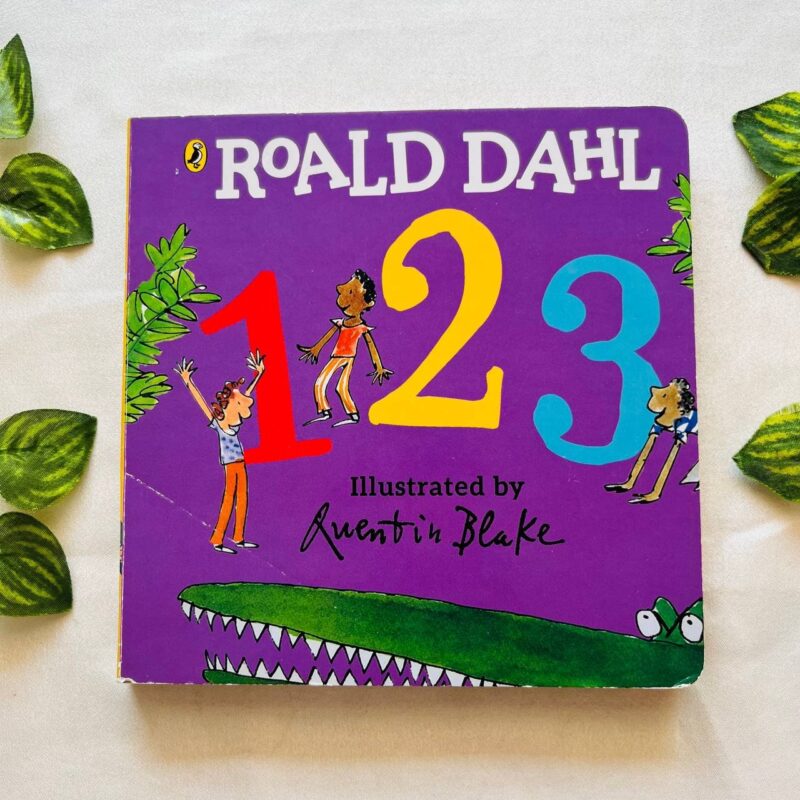 ROALD DAHL
1 2 3
Illustrated by
Quentin Blake